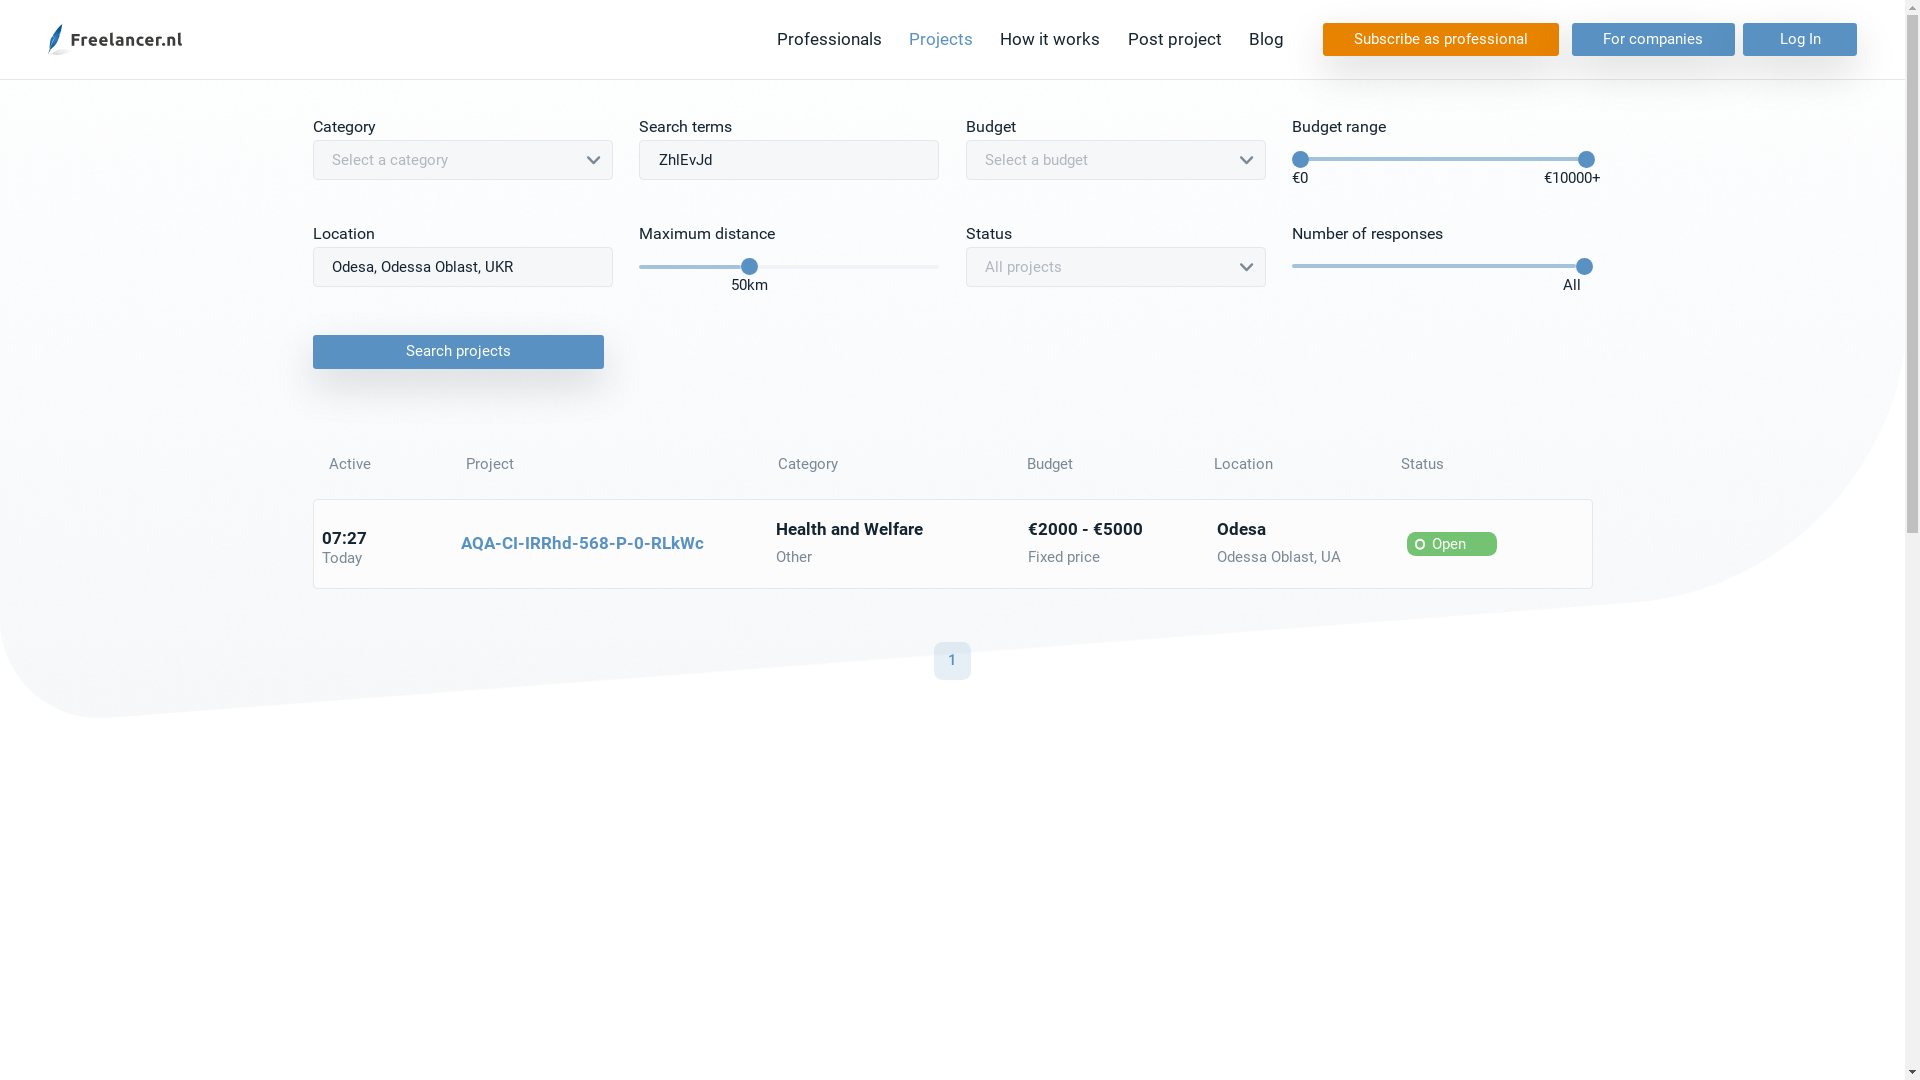 Freelancer.nl
Professionals Projects How it works Post project Blog Subscribe as professional For companies Log In
Category Search terms Budget Budget range
Select a category ZhlEvJd Select a budget
€0 €10000+
Location Maximum distance Status Number of responses
Odesa, Odessa Oblast, UKR All projects
50km All
Search projects
Active Project Category Budget Location Status
07:27 AQA-CI-IRRhd-568-P-0-RLkWc Health and Welfare €2000 - €5000 Odesa Open
Today Other Fixed price Odessa Oblast, UA
1